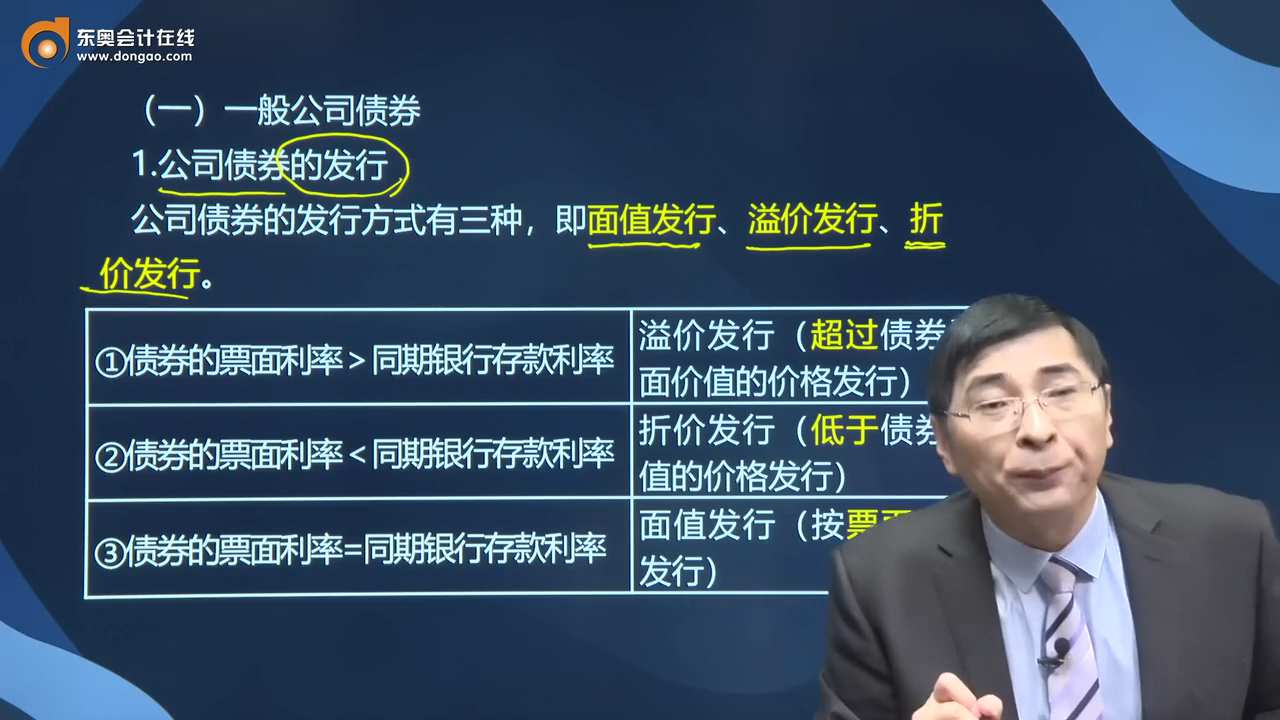 东奥会计在线
www.dongao.com
（一）一般公司债券
1.公司债券的发行
公司债券的发行方式有三种，即面值发行、溢价发行、折
价发行。
①债券的票面利率＞同期银行存款利率
溢价发行（超过债券
面价值的价格发行）
②债券的票面利率＜同期银行存款利率
折价发行（低于债券
值的价格发行）
③债券的票面利率=同期银行存款利率
面值发行（按票面
发行）